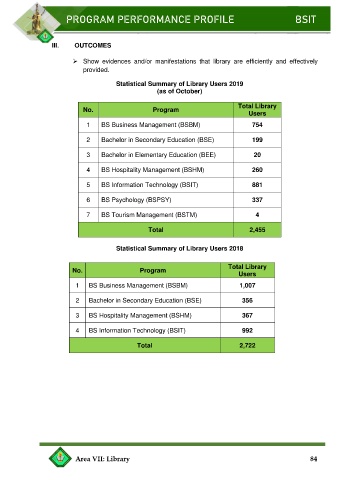 PROGRAM PERFORMANCE PROFILE BSIT
III. OUTCOMES
➢ Show evidences and/or manifestations that library are efficiently and effectively
provided.
Statistical Summary of Library Users 2019
(as of October)
No. Program Total Library Users
1 BS Business Management (BSBM) 754
2 Bachelor in Secondary Education (BSE) 199
3 Bachelor in Elementary Education (BEE) 20
4 BS Hospitality Management (BSHM) 260
5 BS Information Technology (BSIT) 881
6 BS Psychology (BSPSY) 337
7 BS Tourism Management (BSTM) 4
Total 2,455
Statistical Summary of Library Users 2018
No. Program Total Library Users
1 BS Business Management (BSBM) 1,007
2 Bachelor in Secondary Education (BSE) 356
3 BS Hospitality Management (BSHM) 367
4 BS Information Technology (BSIT) 992
Total 2,722
Area VII: Library 84